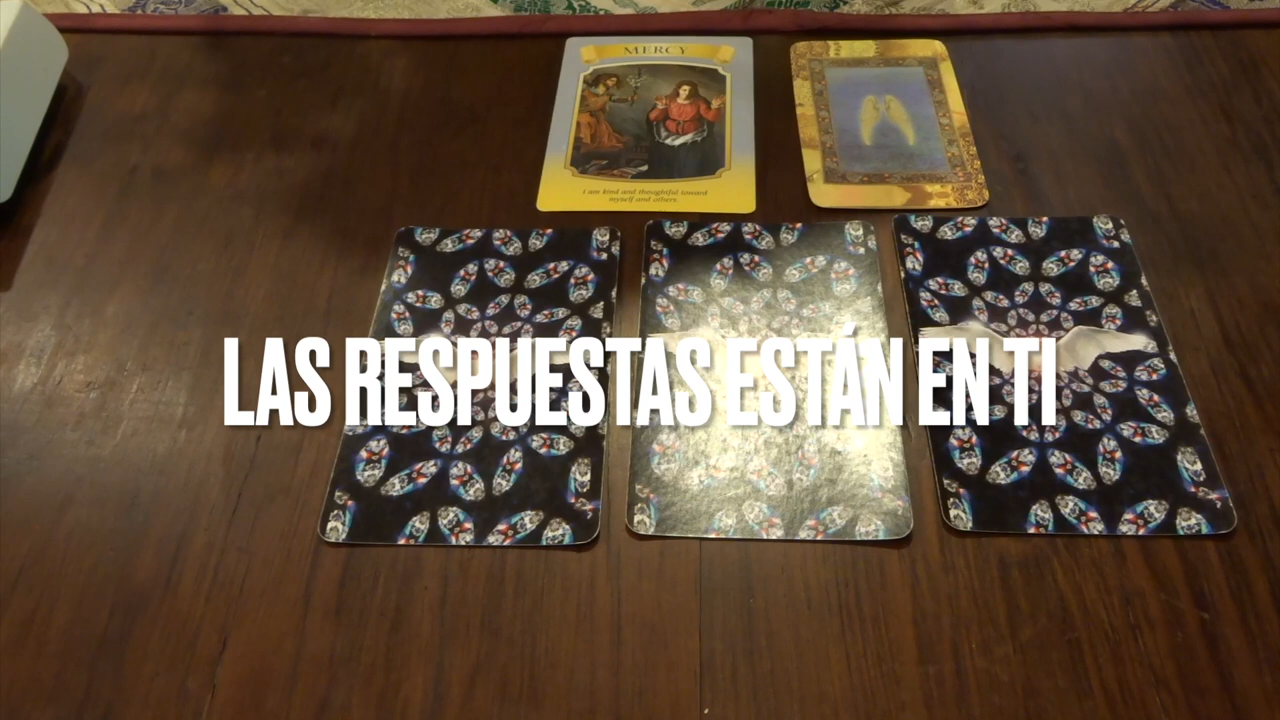 MERCY
I am kind and thoughtful toward
myself and others.
LAS RESPUESTAS ESTÁN EN TI